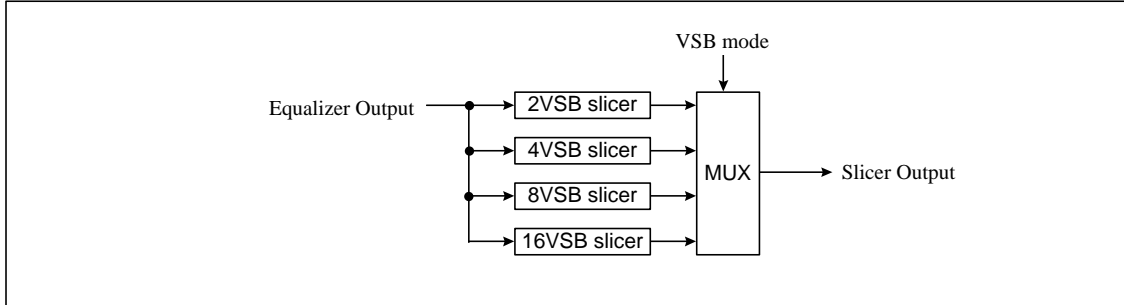 VSB mode
Equalizer Output
2VSB slicer
4VSB slicer
8VSB slicer
16VSB slicer
MUX
Slicer Output